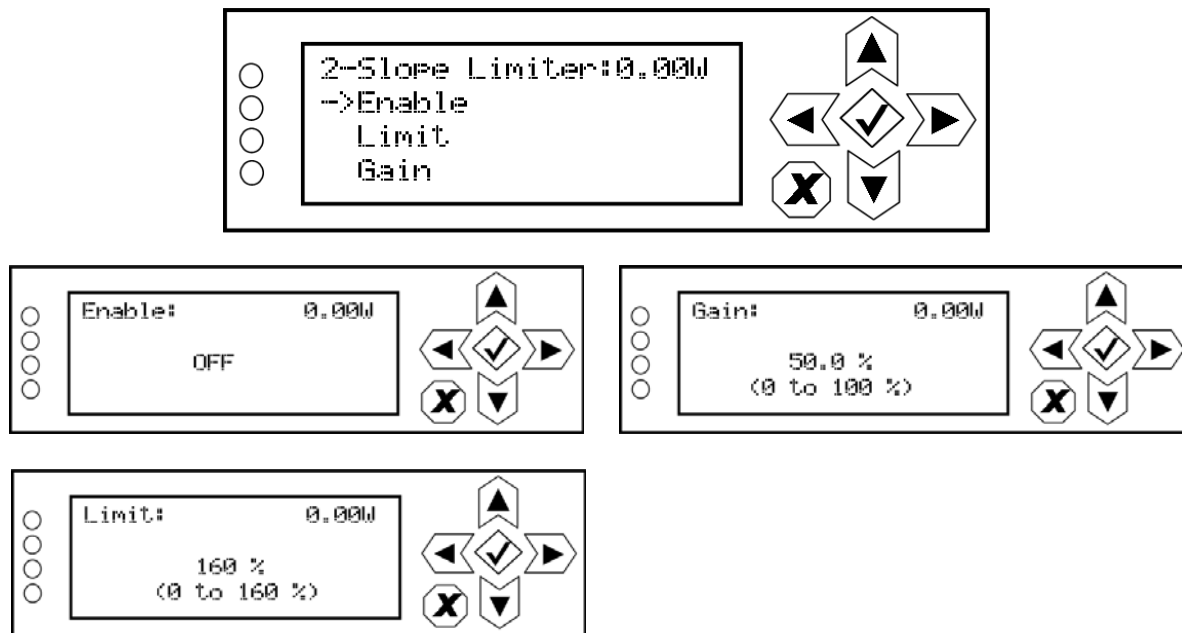 2-Slope Limiter:0.00W
->Enable
Limit
Gain
Enable: 0.00W
OFF
Gain: 0.00W
50.0 %
(0 to 100 %)
Limit: 0.00W
160 %
(0 to 160 %)